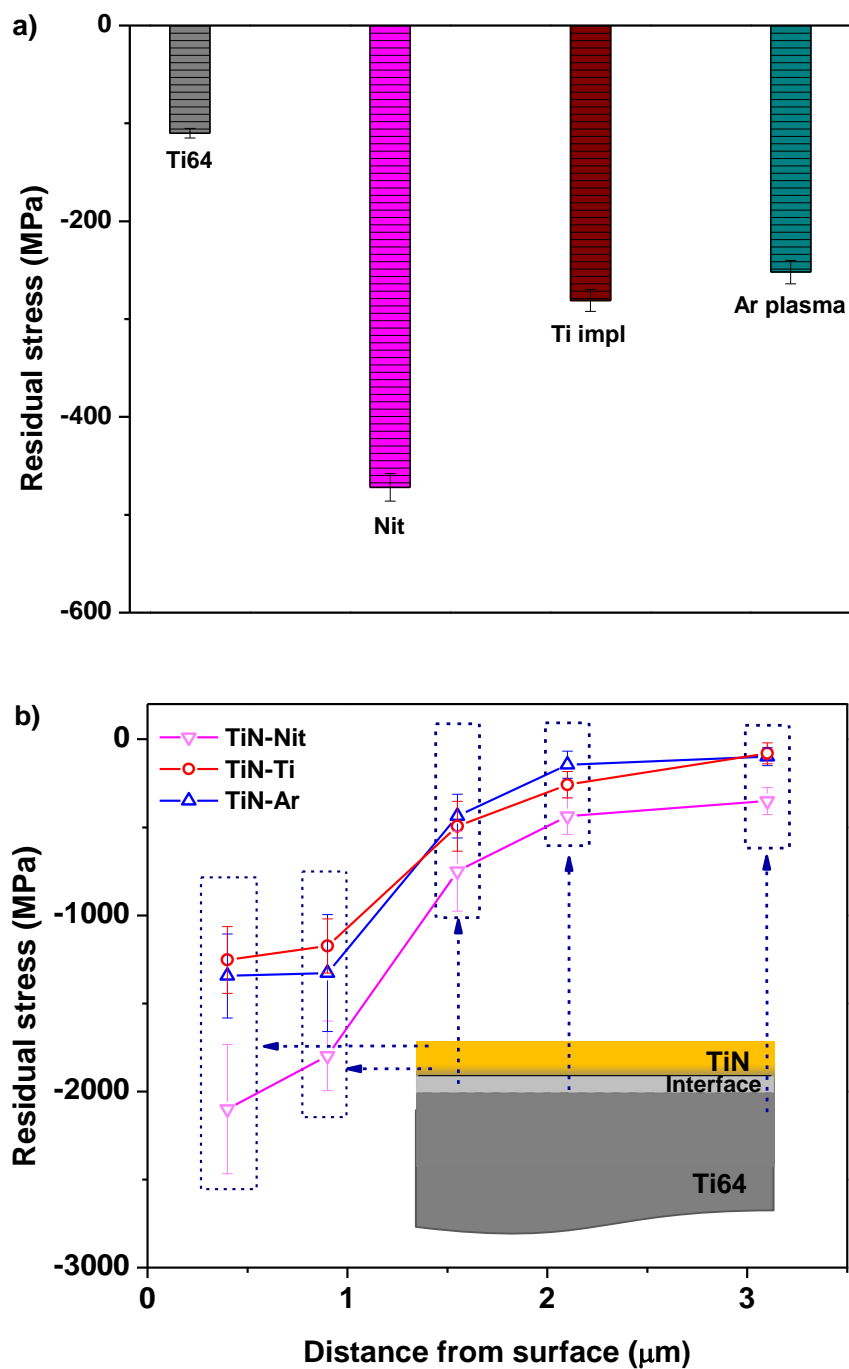 a)
0
-200
-400
-600
Residual stress (MPa)
Ti64
Nit
Ti impl
Ar plasma
b)
TiN-Nit
TiN-Ti
TiN-Ar
0
-1000
-2000
-3000
Residual stress (MPa)
TiN
Interface
Ti64
0 1 2 3
Distance from surface (μm)